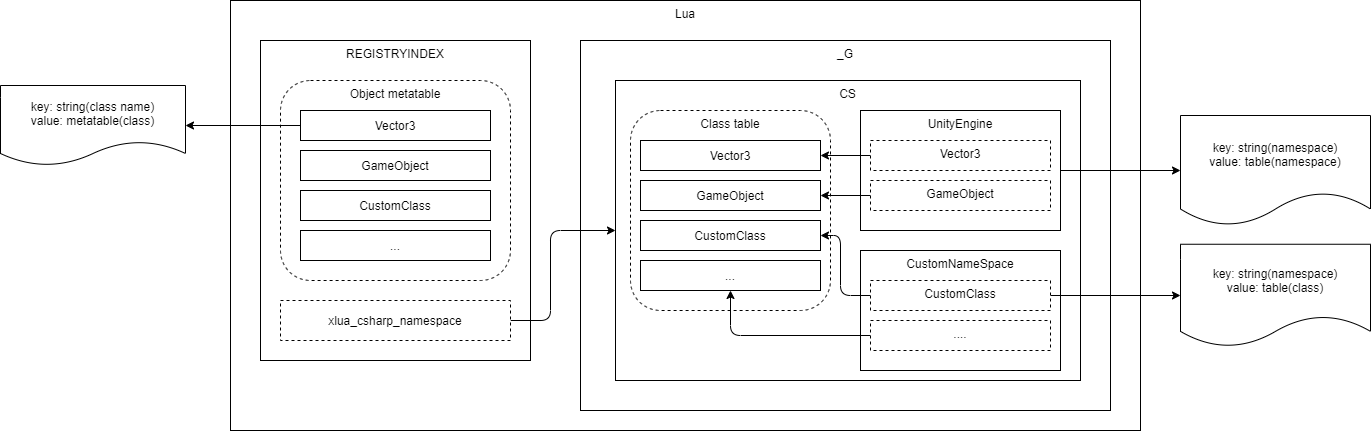 Lua
REGISTRYINDEX
Object metatable
Vector3
GameObject
CustomClass
...
xlua_csharp_namespace
key: string(class name)
value: metatable(class)
_G
CS
Class table
Vector3
GameObject
CustomClass
...
UnityEngine
Vector3
GameObject
CustomNameSpace
CustomClass
....
key: string(namespace)
value: table(namespace)
key: string(namespace)
value: table(class)